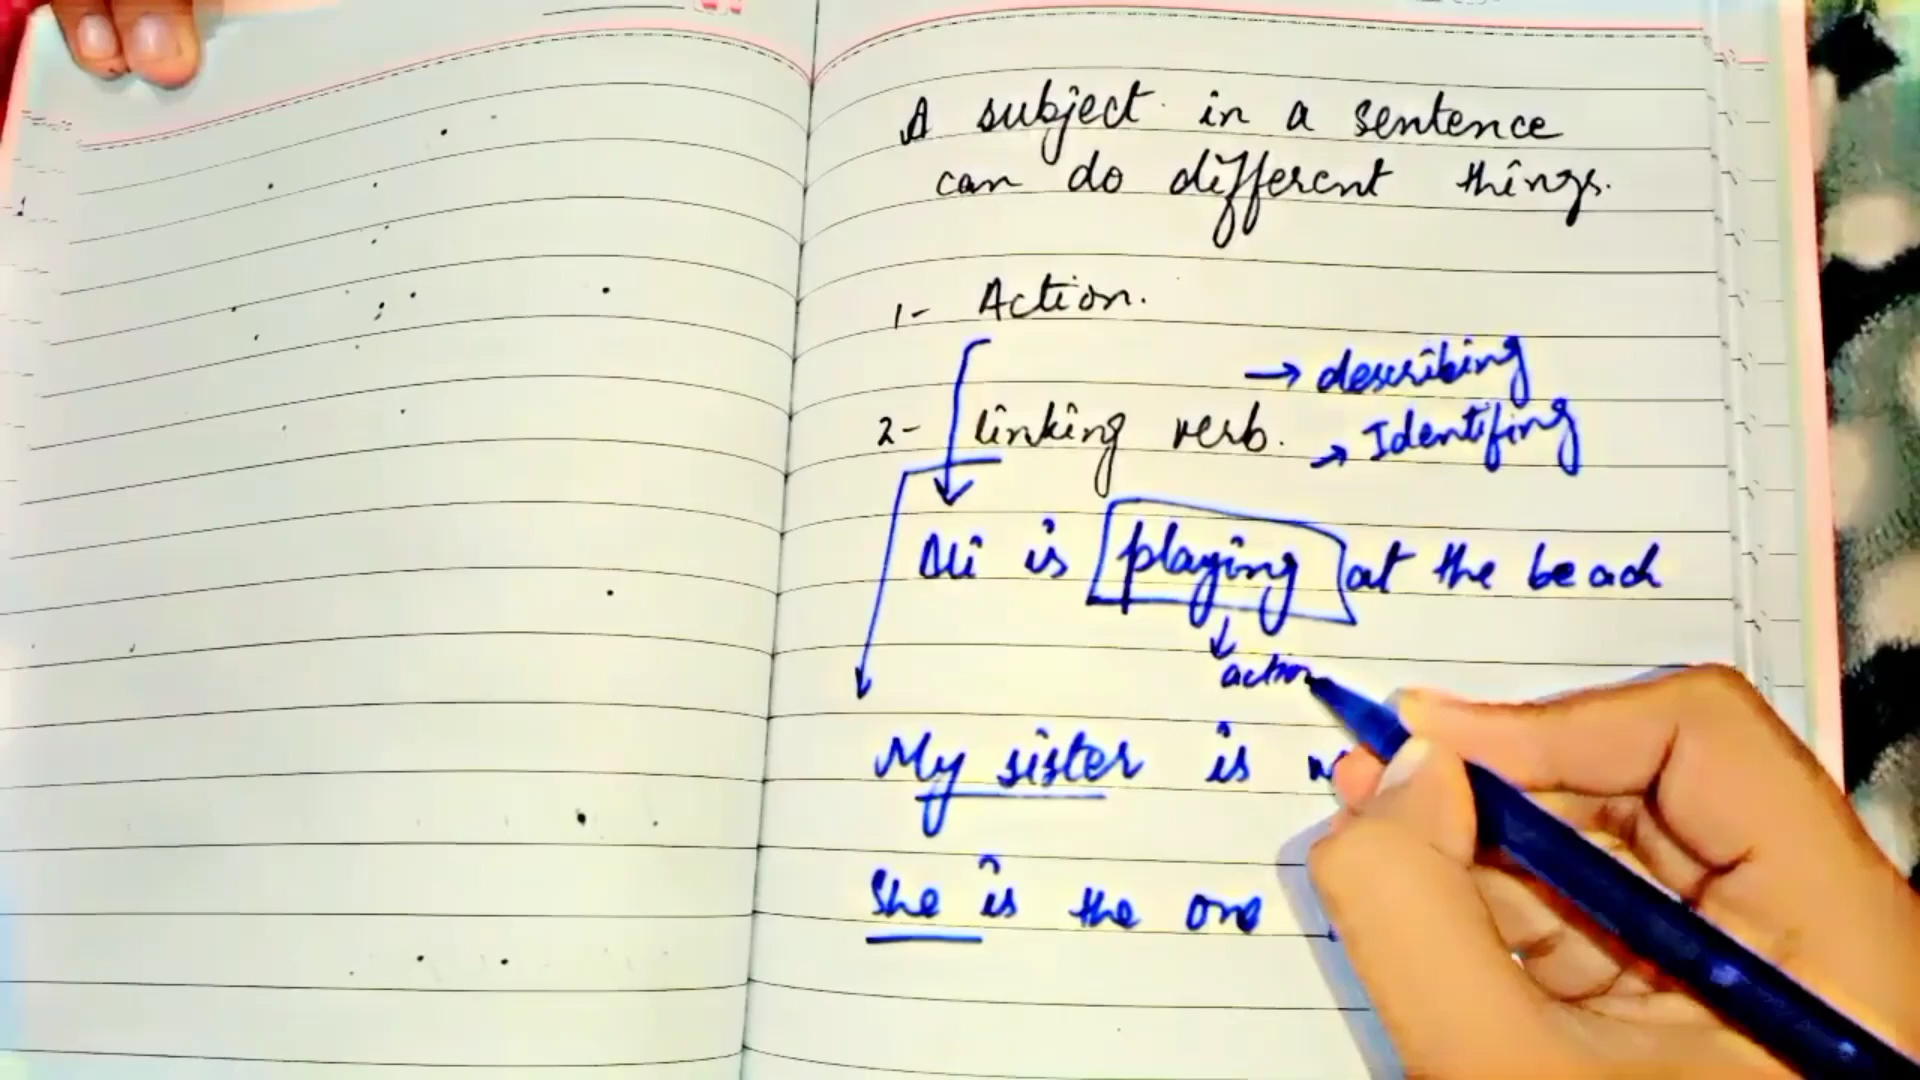 A subject in a sentence
can do different things.
1- Action.
→ describing
2- linking verb.
→ Identifing
Ali is playing at the beach
action
My sister is
She is the one